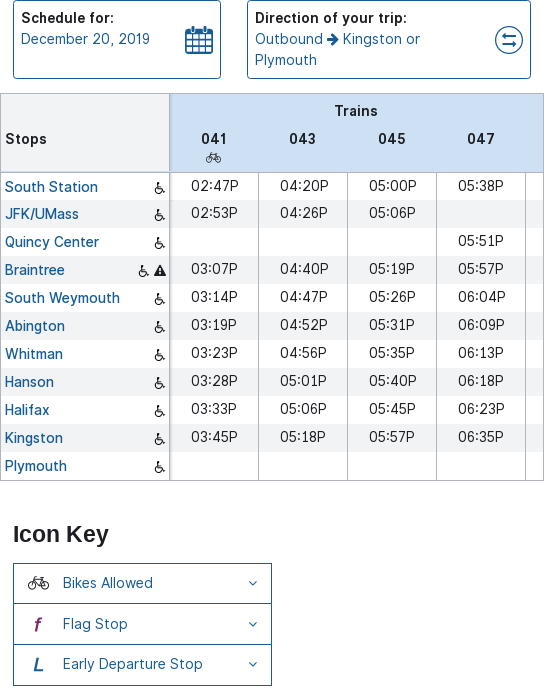 Schedule for:
December 20, 2019
Direction of your trip:
Outbound → Kingston or
Plymouth
Trains
Stops 041 043 045 047
South Station 02:47P 04:20P 05:00P 05:38P
JFK/UMass 02:53P 04:26P 05:06P
Quincy Center 05:51P
Braintree 03:07P 04:40P 05:19P 05:57P
South Weymouth 03:14P 04:47P 05:26P 06:04P
Abington 03:19P 04:52P 05:31P 06:09P
Whitman 03:23P 04:56P 05:35P 06:13P
Hanson 03:28P 05:01P 05:40P 06:18P
Halifax 03:33P 05:06P 05:45P 06:23P
Kingston 03:45P 05:18P 05:57P 06:35P
Plymouth
Icon Key
Bikes Allowed
f Flag Stop
L Early Departure Stop